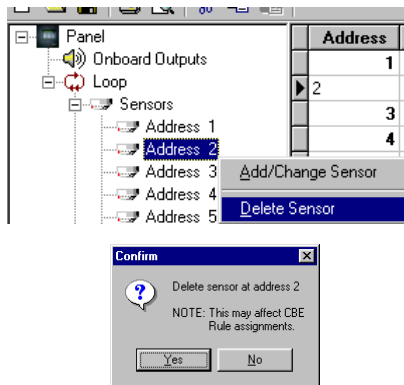 Panel
Address
Onboard Outputs
1
Loop
2
Sensors
3
Address 1
4
Address 2
Address 3
Add/Change Sensor
Address 4
Delete Sensor
Address 5
Confirm
Delete sensor at address 2
NOTE: This may affect CBE
Rule assignments.
Yes
No